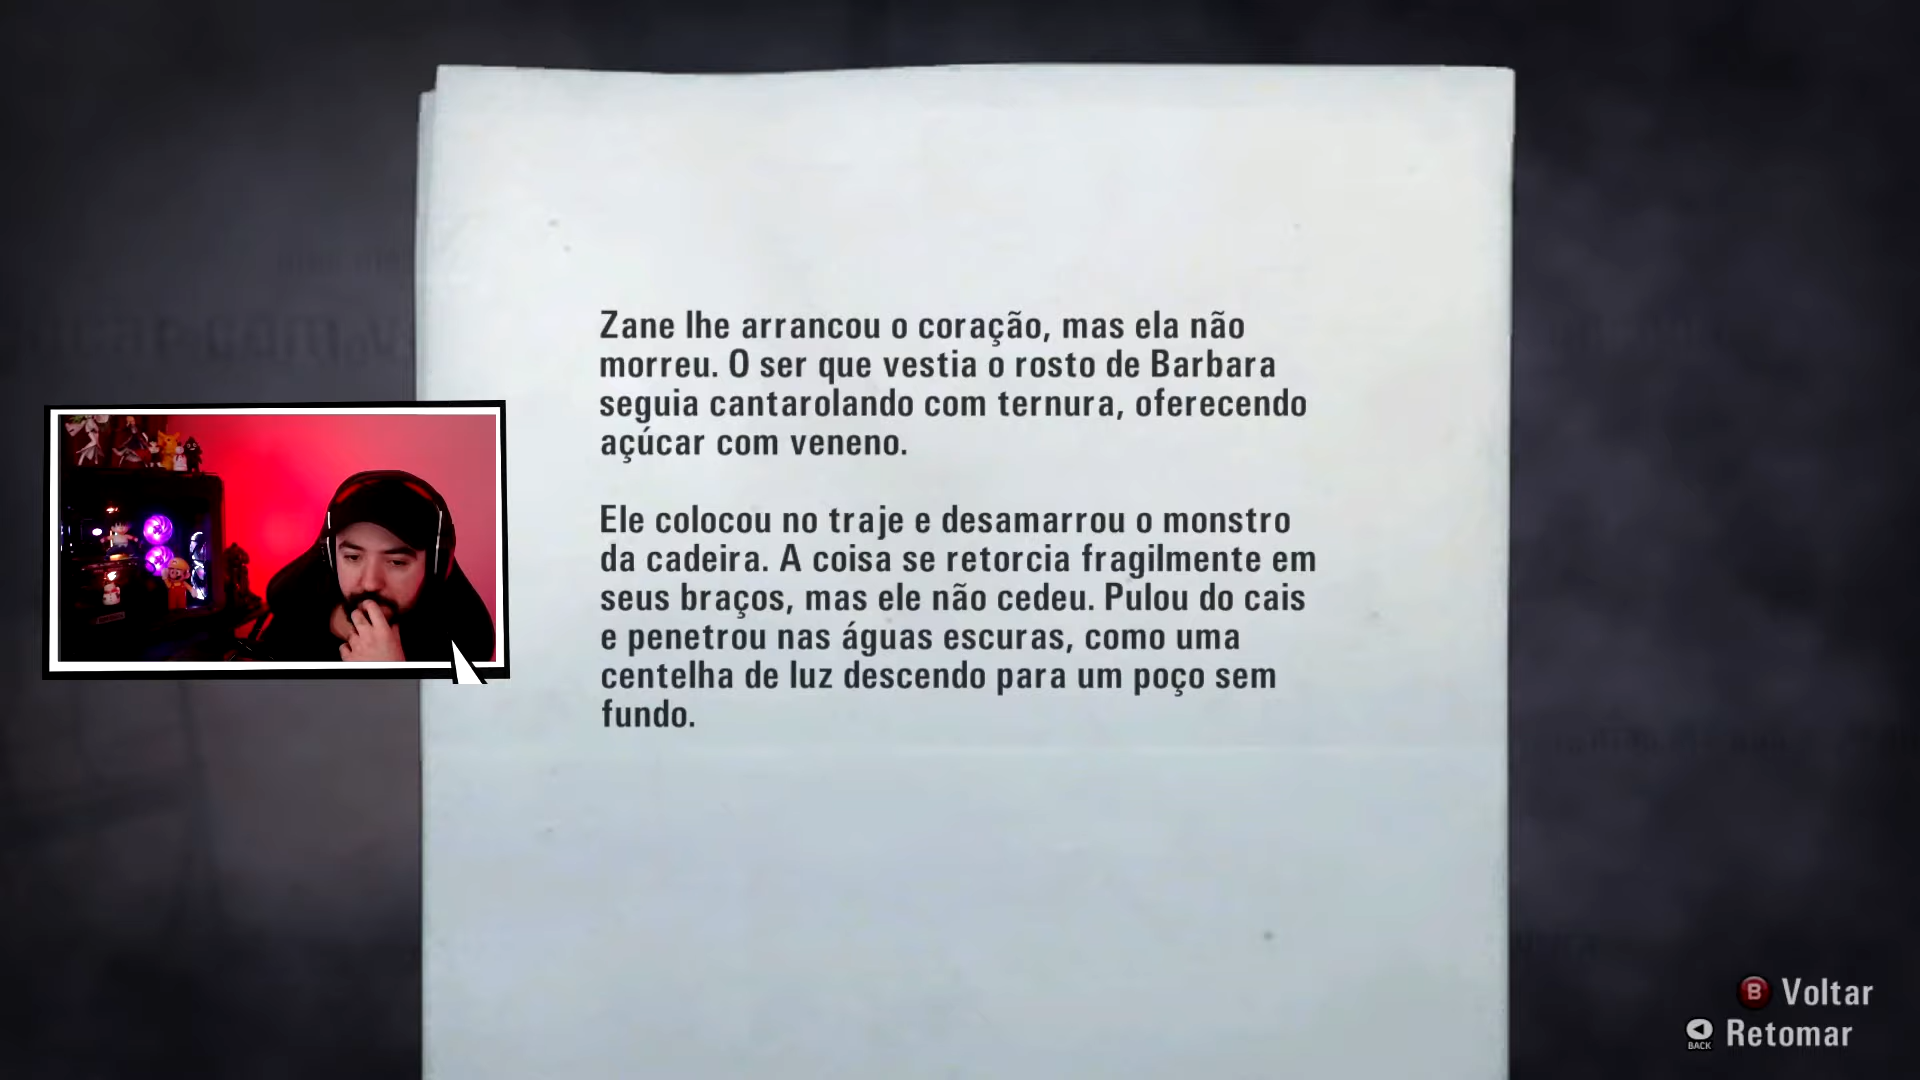 Zane lhe arrancou o coração, mas ela não
morreu. O ser que vestia o rosto de Barbara
seguia cantarolando com ternura, oferecendo
açúcar com veneno.
Ele colocou no traje e desamarrou o monstro
da cadeira. A coisa se retorcia fragilmente em
seus braços, mas ele não cedeu. Pulou do cais
e penetrou nas águas escuras, como uma
centelha de luz descendo para um poço sem
fundo.
B Voltar
BACK Retomar